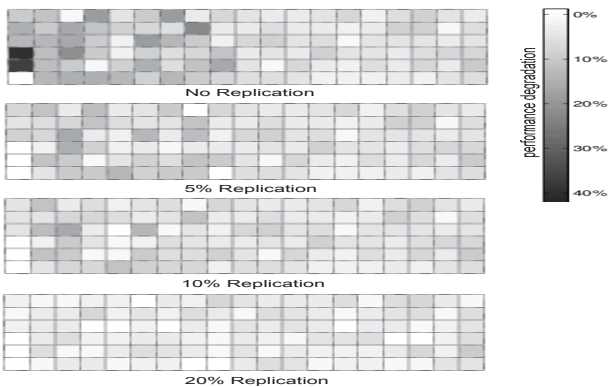 No Replication
5% Replication
10% Replication
20% Replication
performance degradation
0%
10%
20%
30%
40%